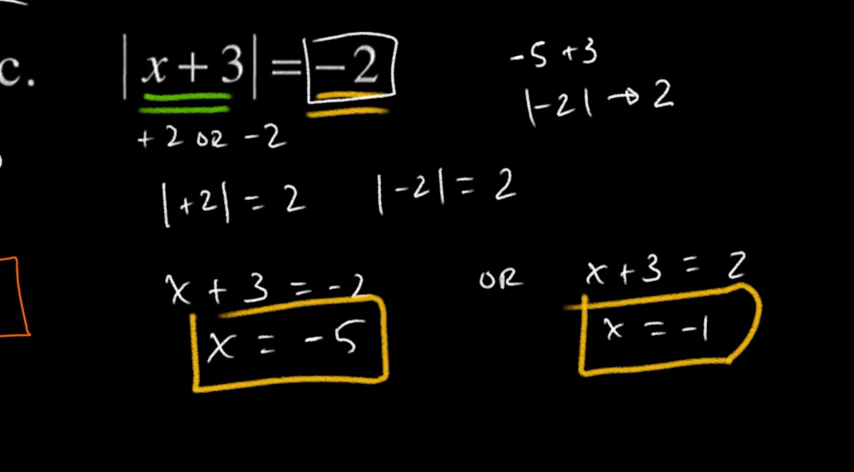 c. |x + 3| = -2
-5 + 3
|-2| → 2
+2 OR -2
|+2| = 2 |-2| = 2
x + 3 = -2 OR x + 3 = 2
x = -5 x = -1